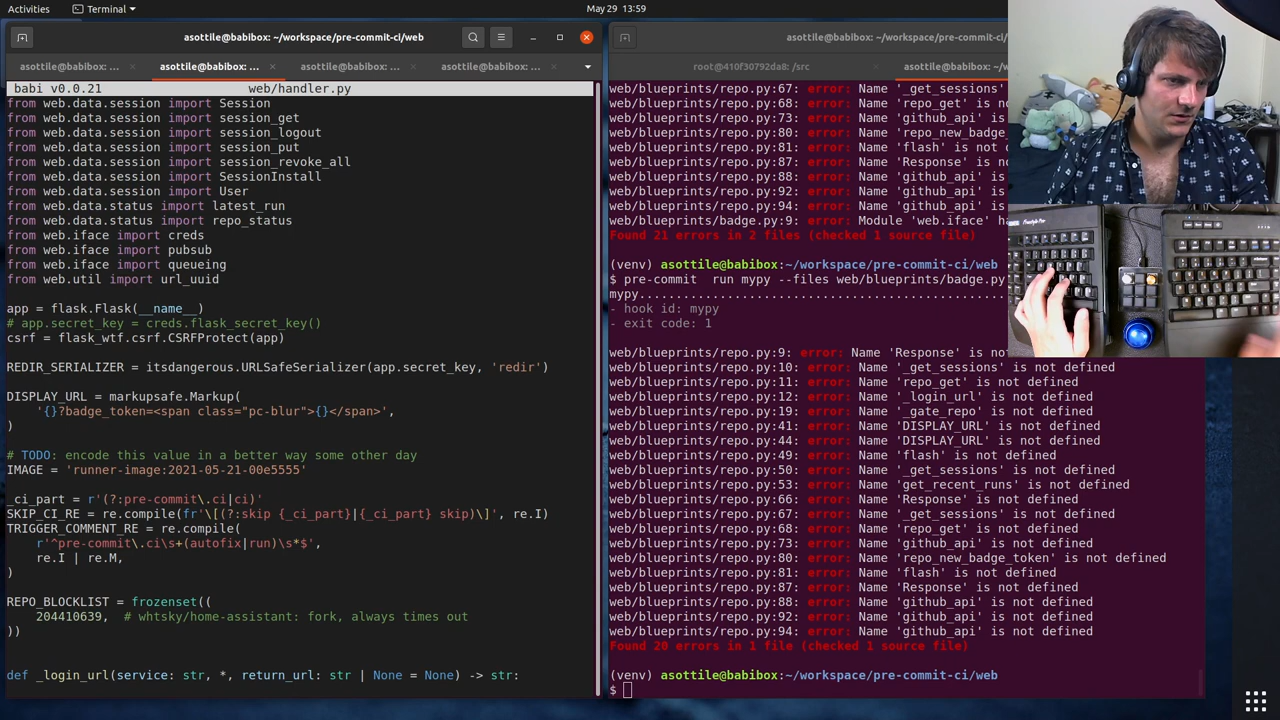 Activities
Terminal
May 29 13:59
asottile@babibox: ~/workspace/pre-commit-ci/web
asottile@babibox: ...
asottile@babibox: ...
asottile@babibox: ...
asottile@babibox: ...
babi v0.0.21 web/handler.py
from web.data.session import Session
from web.data.session import session_get
from web.data.session import session_logout
from web.data.session import session_put
from web.data.session import session_revoke_all
from web.data.session import SessionInstall
from web.data.session import User
from web.data.status import latest_run
from web.data.status import repo_status
from web.iface import creds
from web.iface import pubsub
from web.iface import queueing
from web.util import url_uuid
app = flask.Flask(__name__)
# app.secret_key = creds.flask_secret_key()
csrf = flask_wtf.csrf.CSRFProtect(app)
REDIR_SERIALIZER = itsdangerous.URLSafeSerializer(app.secret_key, 'redir')
DISPLAY_URL = markupsafe.Markup(
'{}?badge_token=<span class="pc-blur">{}</span>',
)
# TODO: encode this value in a better way some other day
IMAGE = 'runner-image:2021-05-21-00e5555'
_ci_part = r'(?:pre-commit\.ci|ci)'
SKIP_CI_RE = re.compile(fr'\[(?:skip {_ci_part}|{_ci_part} skip)\]', re.I)
TRIGGER_COMMENT_RE = re.compile(
r'^pre-commit\.ci\s+(autofix|run)\s*$',
re.I | re.M,
)
REPO_BLOCKLIST = frozenset((
204410639, # whtsky/home-assistant: fork, always times out
))
def _login_url(service: str, *, return_url: str | None = None) -> str:
asottile@babibox: ~/workspace/pre-commit-ci/
root@410f30792da8: /src
asottile@babibox: ~/w
web/blueprints/repo.py:67: error: Name '_get_sessions'
web/blueprints/repo.py:68: error: Name 'repo_get' is n
web/blueprints/repo.py:73: error: Name 'github_api' is
web/blueprints/repo.py:80: error: Name 'repo_new_badge_
web/blueprints/repo.py:81: error: Name 'flash' is not d
web/blueprints/repo.py:87: error: Name 'Response' is no
web/blueprints/repo.py:88: error: Name 'github_api' is
web/blueprints/repo.py:92: error: Name 'github_api' is
web/blueprints/repo.py:94: error: Name 'github_api' is
web/blueprints/badge.py:9: error: Module 'web.iface' ha
Found 21 errors in 2 files (checked 1 source file)
(venv) asottile@babibox:~/workspace/pre-commit-ci/web
$ pre-commit run mypy --files web/blueprints/badge.py
mypy.....................................................
- hook id: mypy
- exit code: 1
web/blueprints/repo.py:9: error: Name 'Response' is not
web/blueprints/repo.py:10: error: Name '_get_sessions' is not defined
web/blueprints/repo.py:11: error: Name 'repo_get' is not defined
web/blueprints/repo.py:12: error: Name '_login_url' is not defined
web/blueprints/repo.py:19: error: Name '_gate_repo' is not defined
web/blueprints/repo.py:41: error: Name 'DISPLAY_URL' is not defined
web/blueprints/repo.py:44: error: Name 'DISPLAY_URL' is not defined
web/blueprints/repo.py:49: error: Name 'flash' is not defined
web/blueprints/repo.py:50: error: Name '_get_sessions' is not defined
web/blueprints/repo.py:53: error: Name 'get_recent_runs' is not defined
web/blueprints/repo.py:66: error: Name 'Response' is not defined
web/blueprints/repo.py:67: error: Name '_get_sessions' is not defined
web/blueprints/repo.py:68: error: Name 'repo_get' is not defined
web/blueprints/repo.py:73: error: Name 'github_api' is not defined
web/blueprints/repo.py:80: error: Name 'repo_new_badge_token' is not defined
web/blueprints/repo.py:81: error: Name 'flash' is not defined
web/blueprints/repo.py:87: error: Name 'Response' is not defined
web/blueprints/repo.py:88: error: Name 'github_api' is not defined
web/blueprints/repo.py:92: error: Name 'github_api' is not defined
web/blueprints/repo.py:94: error: Name 'github_api' is not defined
Found 20 errors in 1 file (checked 1 source file)
(venv) asottile@babibox:~/workspace/pre-commit-ci/web
$